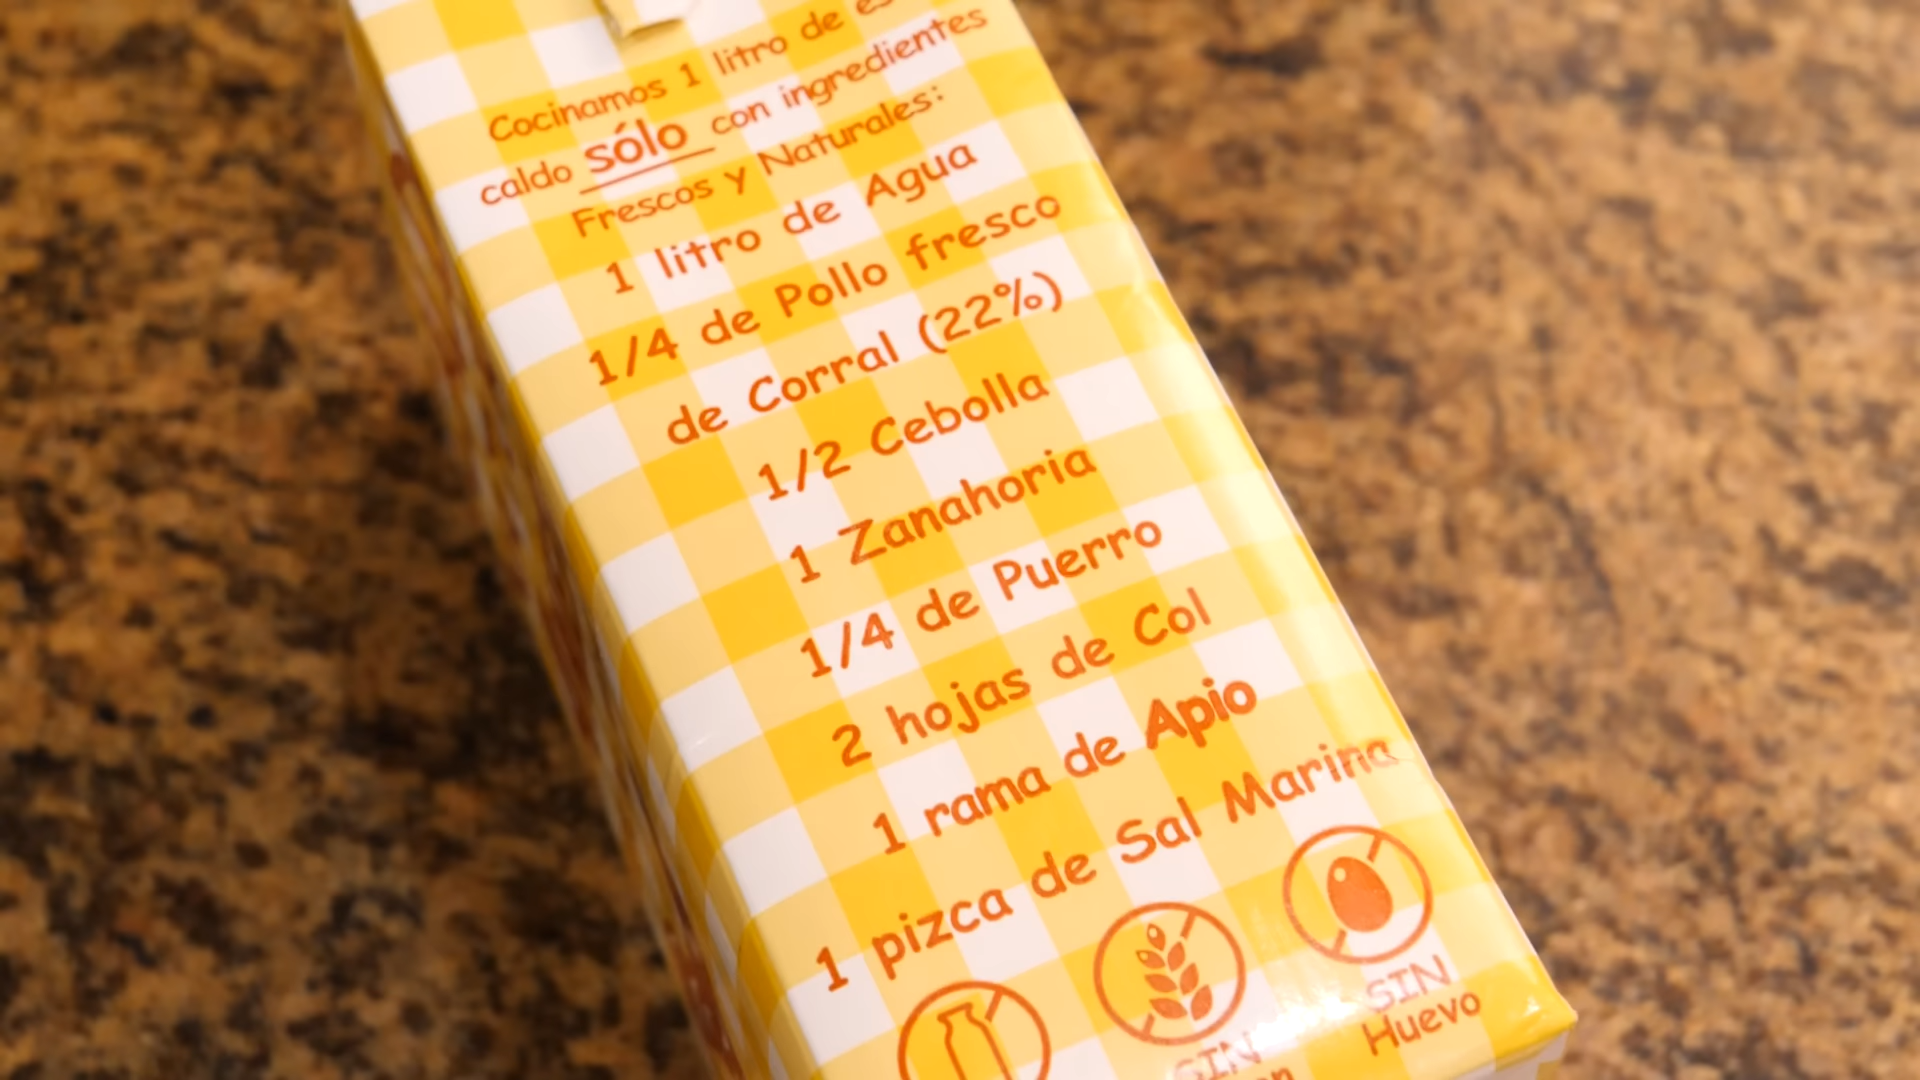 Cocinamos 1 litro de
caldo sólo con ingredientes
Frescos y Naturales:
1 litro de Agua
1/4 de Pollo fresco
de Corral (22%)
1/2 Cebolla
1 Zanahoria
1/4 de Puerro
2 hojas de Col
1 rama de Apio
1 pizca de Sal Marina
SIN
Huevo
SIN